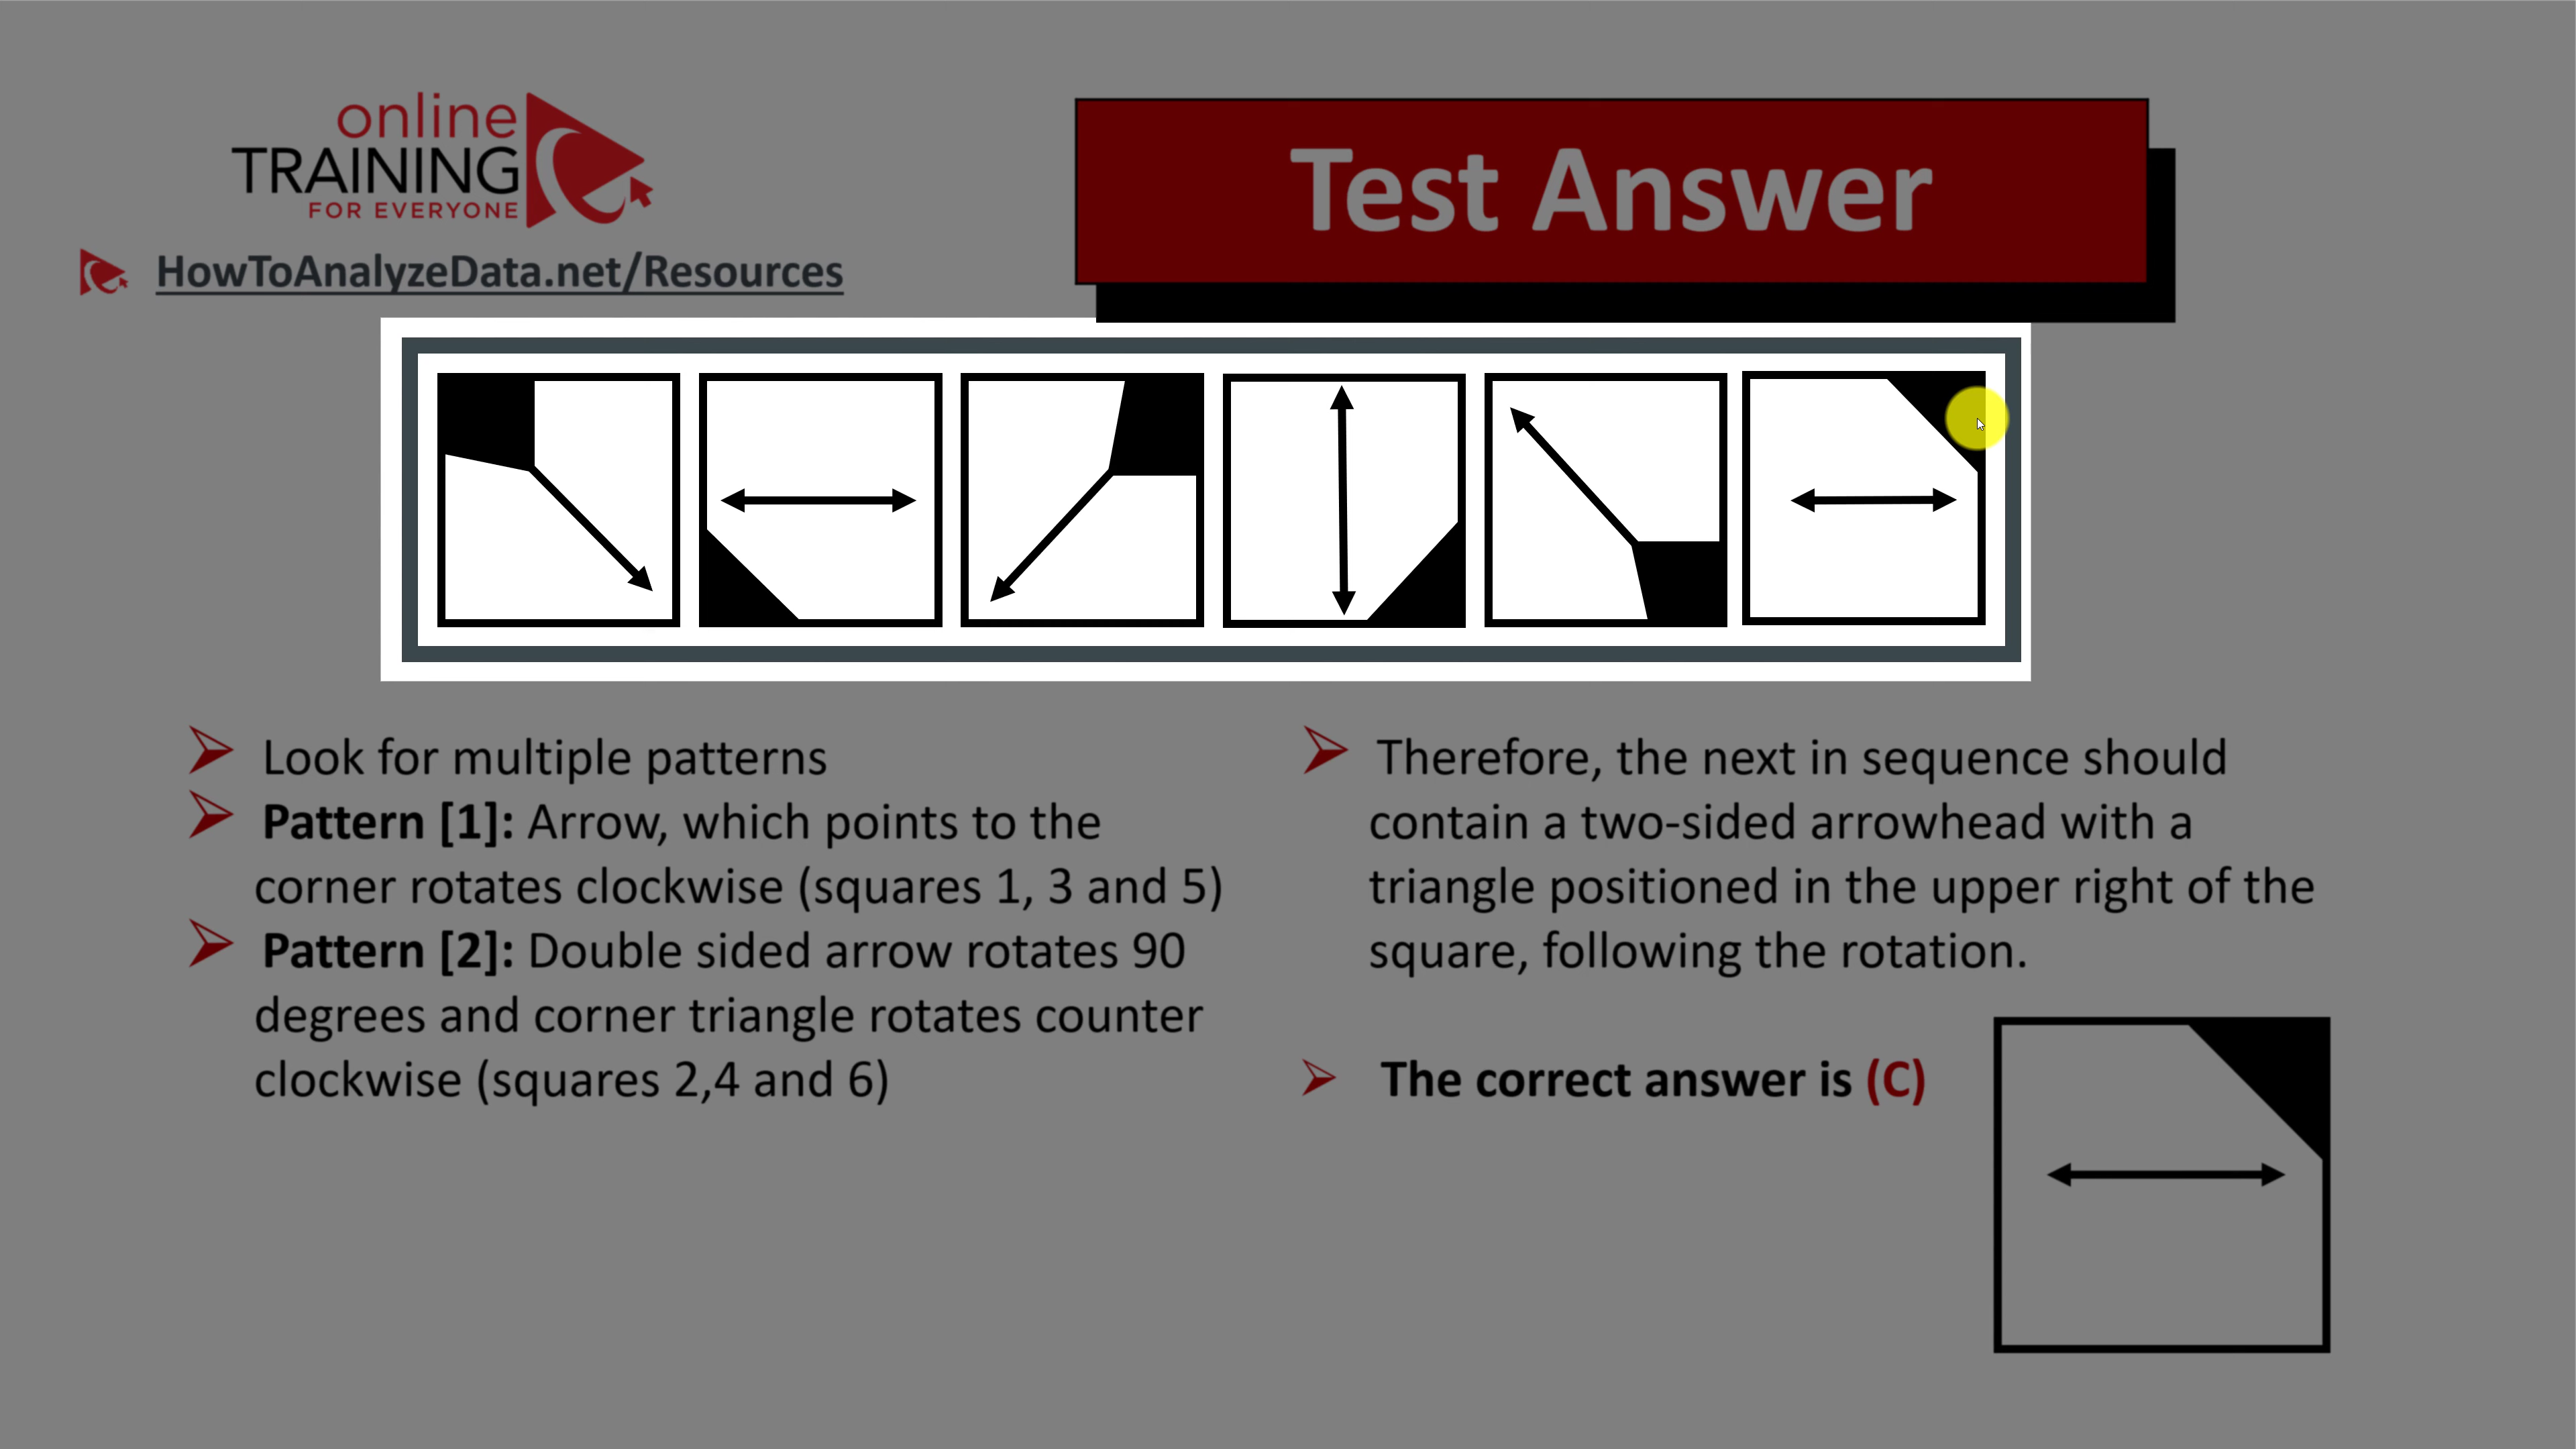 online
TRAINING
FOR EVERYONE
HowToAnalyzeData.net/Resources
Test Answer
Look for multiple patterns
Pattern [1]: Arrow, which points to the
corner rotates clockwise (squares 1, 3 and 5)
Pattern [2]: Double sided arrow rotates 90
degrees and corner triangle rotates counter
clockwise (squares 2,4 and 6)
Therefore, the next in sequence should
contain a two-sided arrowhead with a
triangle positioned in the upper right of the
square, following the rotation.
The correct answer is (C)